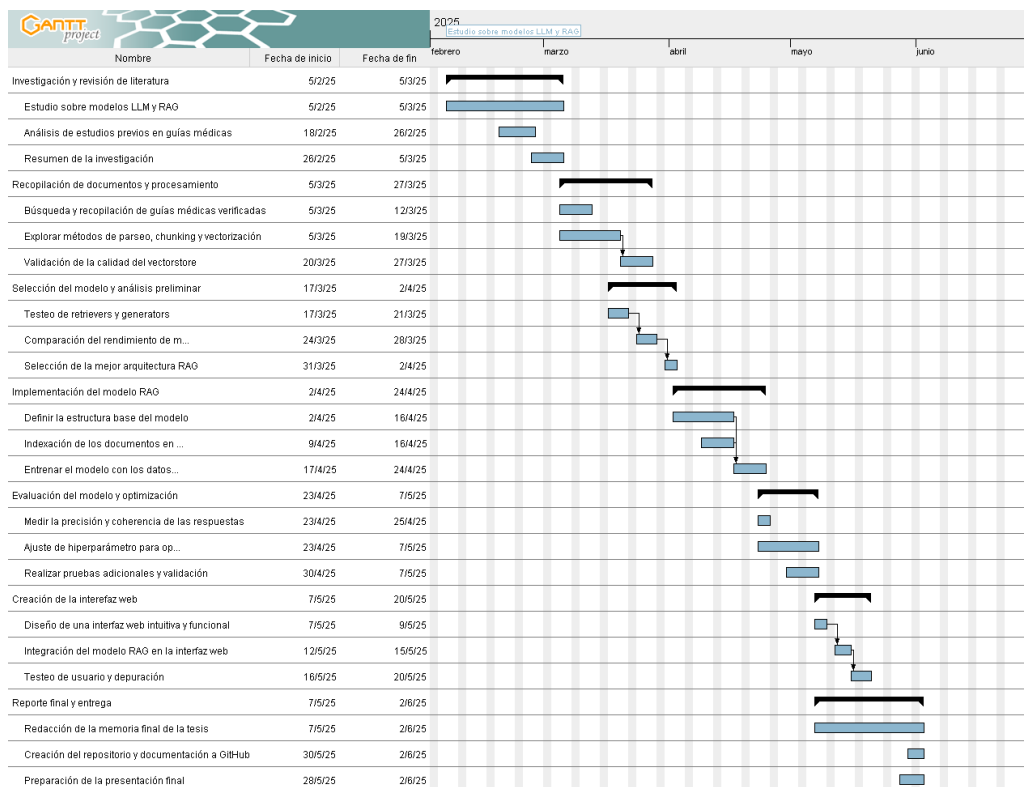 GANTT
project
2025
Estudio sobre modelos LLM y RAG
febrero marzo abril mayo junio
Nombre Fecha de inicio Fecha de fin
Investigación y revisión de literatura 5/2/25 5/3/25
Estudio sobre modelos LLM y RAG 5/2/25 5/3/25
Análisis de estudios previos en guías médicas 18/2/25 26/2/25
Resumen de la investigación 26/2/25 5/3/25
Recopilación de documentos y procesamiento 5/3/25 27/3/25
Búsqueda y recopilación de guías médicas verificadas 5/3/25 12/3/25
Explorar métodos de parseo, chunking y vectorización 5/3/25 19/3/25
Validación de la calidad del vectorstore 20/3/25 27/3/25
Selección del modelo y análisis preliminar 17/3/25 2/4/25
Testeo de retrievers y generators 17/3/25 21/3/25
Comparación del rendimiento de m... 24/3/25 28/3/25
Selección de la mejor arquitectura RAG 31/3/25 2/4/25
Implementación del modelo RAG 2/4/25 24/4/25
Definir la estructura base del modelo 2/4/25 16/4/25
Indexación de los documentos en ... 9/4/25 16/4/25
Entrenar el modelo con los datos... 17/4/25 24/4/25
Evaluación del modelo y optimización 23/4/25 7/5/25
Medir la precisión y coherencia de las respuestas 23/4/25 25/4/25
Ajuste de hiperparámetro para op... 23/4/25 7/5/25
Realizar pruebas adicionales y validación 30/4/25 7/5/25
Creación de la interefaz web 7/5/25 20/5/25
Diseño de una interfaz web intuitiva y funcional 7/5/25 9/5/25
Integración del modelo RAG en la interfaz web 12/5/25 15/5/25
Testeo de usuario y depuración 16/5/25 20/5/25
Reporte final y entrega 7/5/25 2/6/25
Redacción de la memoria final de la tesis 7/5/25 2/6/25
Creación del repositorio y documentación a GitHub 30/5/25 2/6/25
Preparación de la presentación final 28/5/25 2/6/25